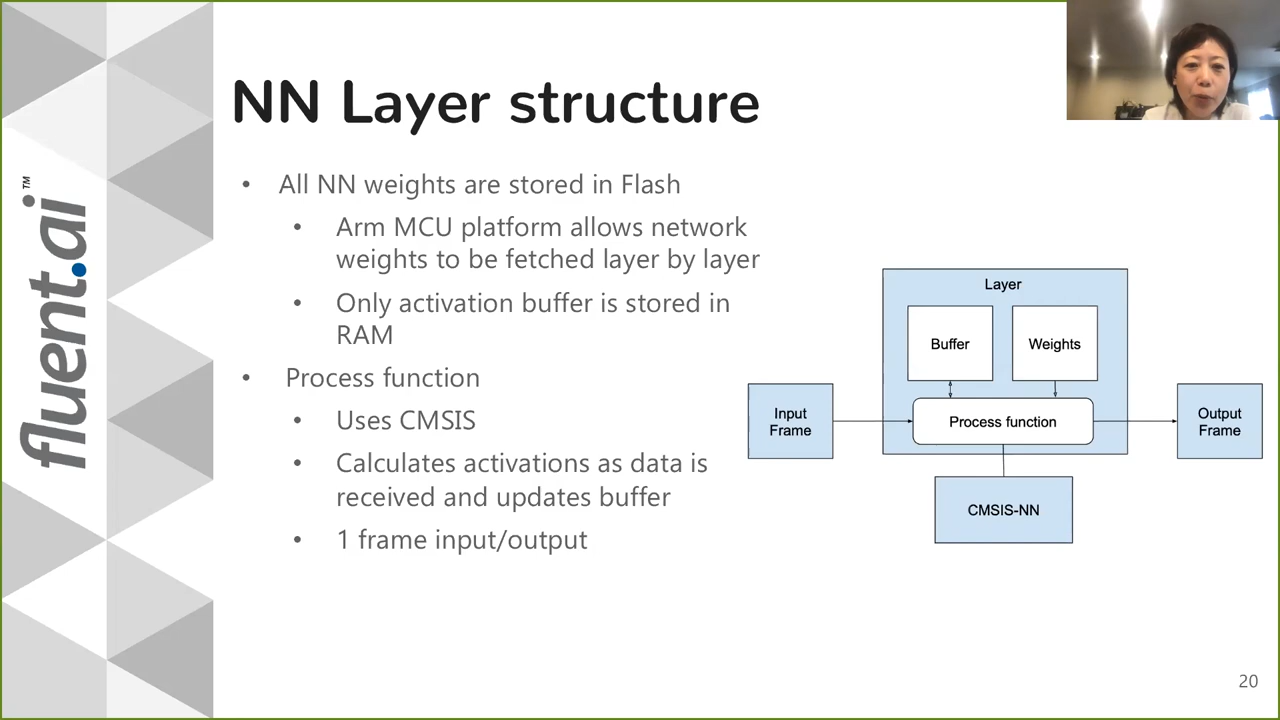 fluent.ai™
NN Layer structure
• All NN weights are stored in Flash
• Arm MCU platform allows network
weights to be fetched layer by layer
• Only activation buffer is stored in
RAM
• Process function
• Uses CMSIS
• Calculates activations as data is
received and updates buffer
• 1 frame input/output
Layer
Buffer
Weights
Input
Frame
Process function
Output
Frame
CMSIS-NN
20